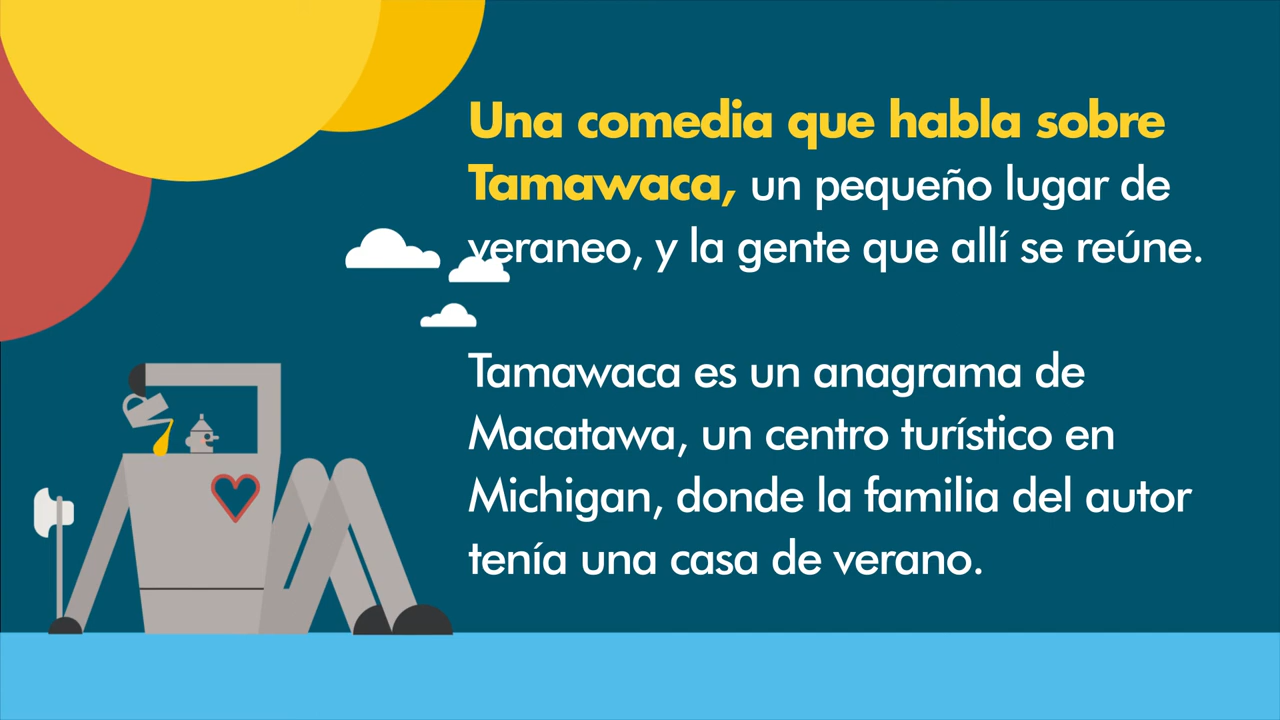 Una comedia que habla sobre
Tamawaca, un pequeño lugar de
veraneo, y la gente que allí se reúne.
Tamawaca es un anagrama de
Macatawa, un centro turístico en
Michigan, donde la familia del autor
tenía una casa de verano.